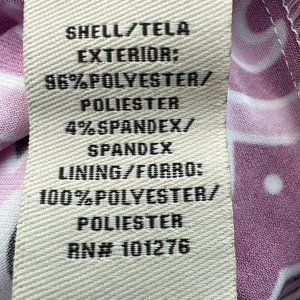 SHELL/TELA
EXTERIOR:
96%POLYESTER/
POLIESTER
4%SPANDEX/
SPANDEX
LINING/FORRO:
100%POLYESTER/
POLIESTER
RN# 101276